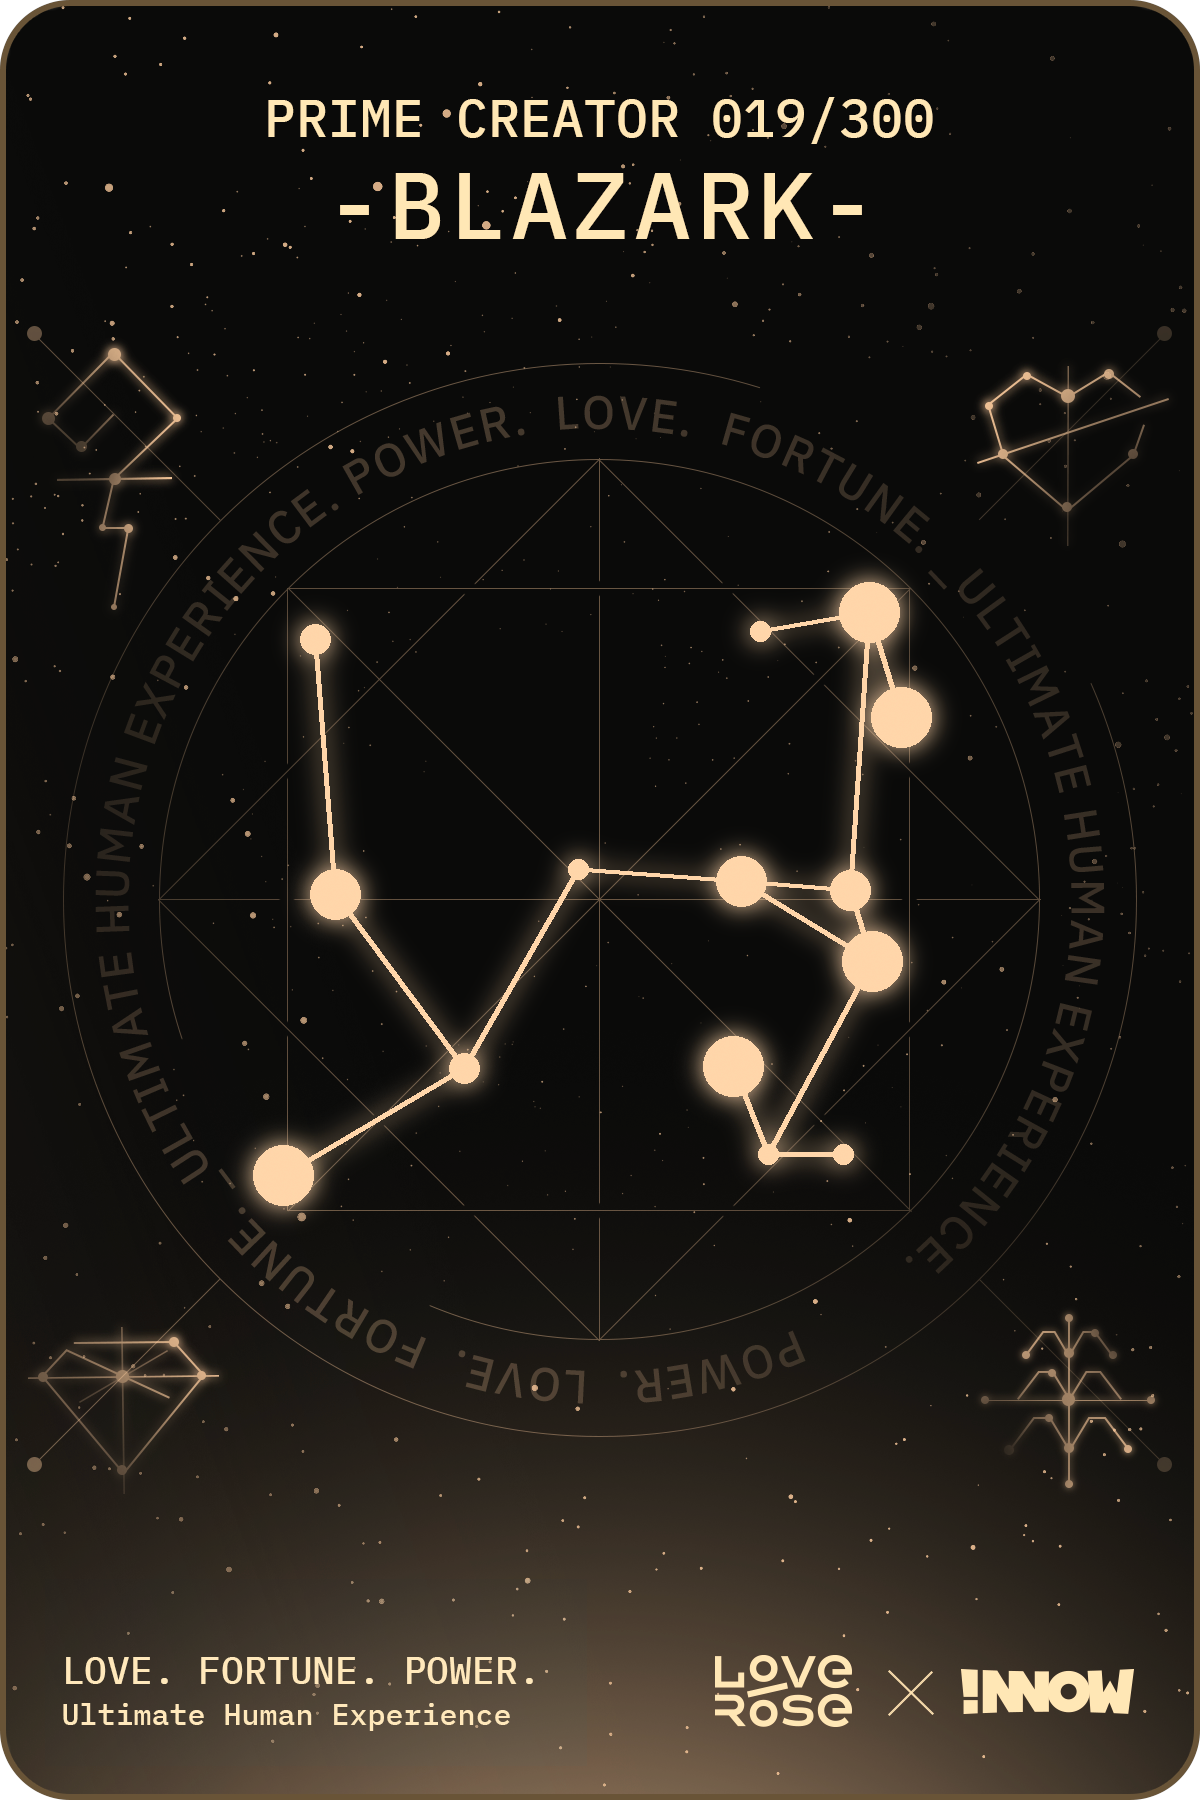 PRIME CREATOR 019/300
-BLAZARK-
ULTIMATE HUMAN EXPERIENCE. POWER. LOVE. FORTUNE. – ULTIMATE HUMAN EXPERIENCE. POWER. LOVE. FORTUNE. –
LOVE. FORTUNE. POWER.
Ultimate Human Experience
LOVE
ROSE
X
!NNOW